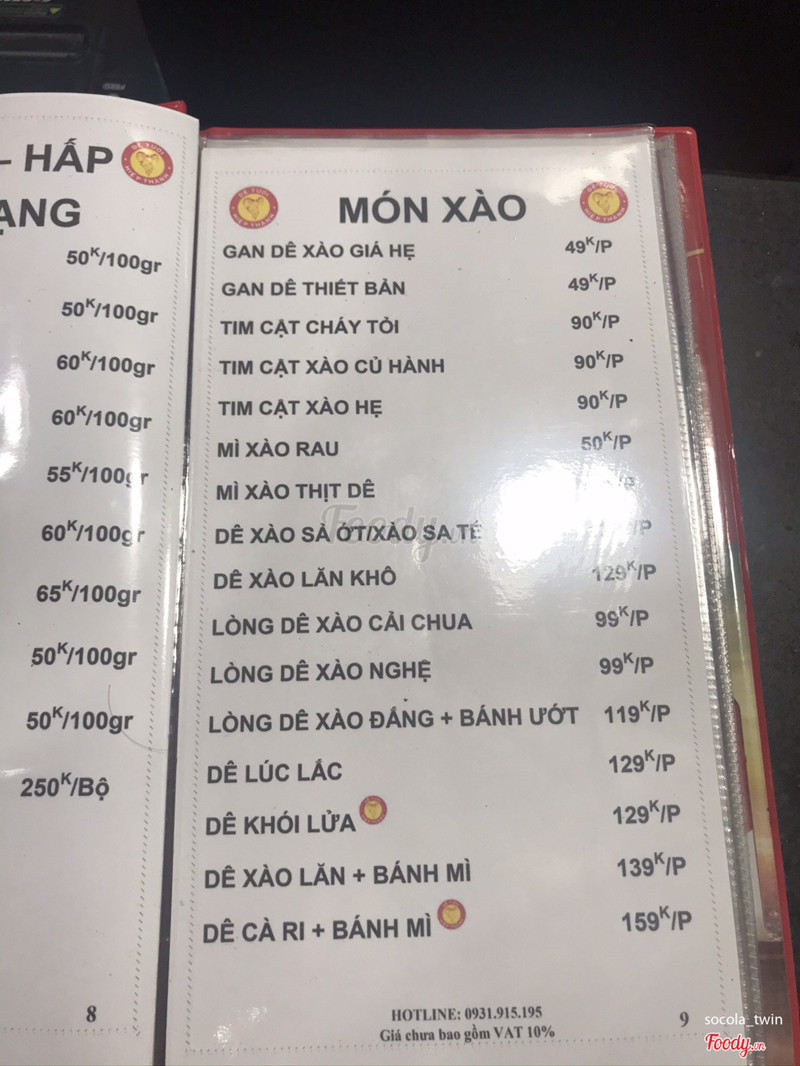 - HẤP
ẠNG
50K/100gr
50K/100gr
60K/100gr
60K/100gr
55K/100gr
60K/100gr
65K/100gr
50K/100gr
50K/100gr
250K/Bộ
8
DÊ TƯƠI
HIỆP THÀNH
MÓN XÀO
GAN DÊ XÀO GIÁ HẸ 49K/P
GAN DÊ THIẾT BẢN 49K/P
TIM CẬT CHÁY TỎI 90K/P
TIM CẬT XÀO CỦ HÀNH 90K/P
TIM CẬT XÀO HẸ 90K/P
MÌ XÀO RAU 50K/P
MÌ XÀO THỊT DÊ
DÊ XÀO SẢ ỚT/XÀO SA TẾ /P
DÊ XÀO LĂN KHÔ 129K/P
LÒNG DÊ XÀO CẢI CHUA 99K/P
LÒNG DÊ XÀO NGHỆ 99K/P
LÒNG DÊ XÀO ĐẮNG + BÁNH ƯỚT 119K/P
DÊ LÚC LẮC 129K/P
DÊ KHÓI LỬA 129K/P
DÊ XÀO LĂN + BÁNH MÌ 139K/P
DÊ CÀ RI + BÁNH MÌ 159K/P
HOTLINE: 0931.915.195
Giá chưa bao gồm VAT 10%
9
Foody.vn
socola_twin
Foody.vn